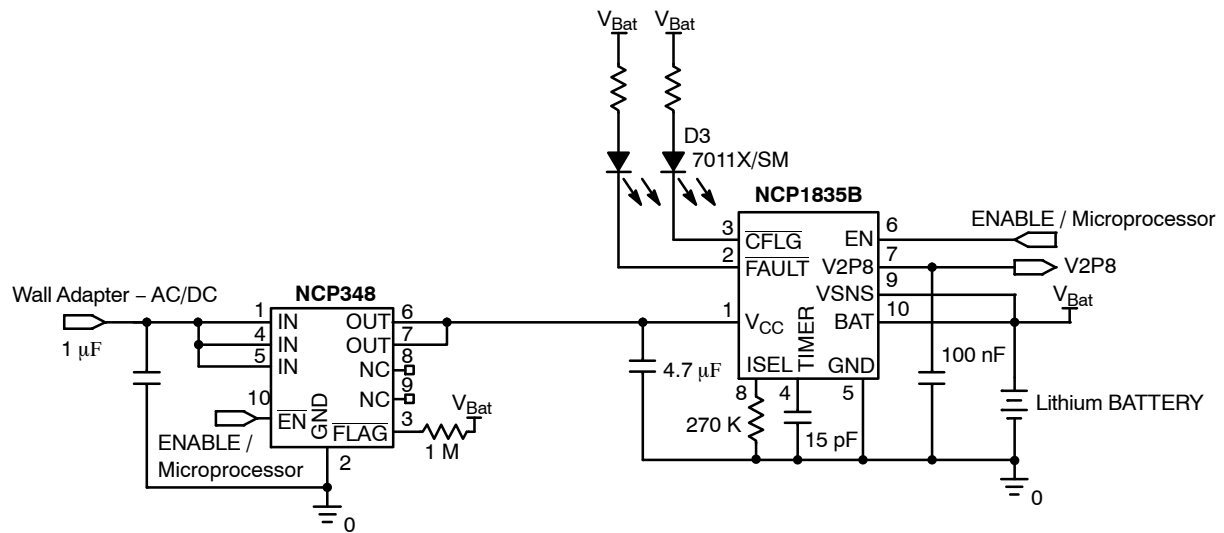 VBat VBat
D3
7011X/SM
NCP1835B
3 CFLG EN 6 ENABLE / Microprocessor
2 FAULT V2P8 7 V2P8
VSNS 9
1 VCC TIMER BAT 10 VBat
ISEL GND
8 4 5
Wall Adapter – AC/DC
NCP348
1 IN OUT 6
4 IN OUT 7
5 IN NC 8
NC 9
10 EN GND FLAG 3 VBat
2
1 M
1 µF
ENABLE /
Microprocessor
0
4.7 µF
270 K
15 pF
100 nF
Lithium BATTERY
0